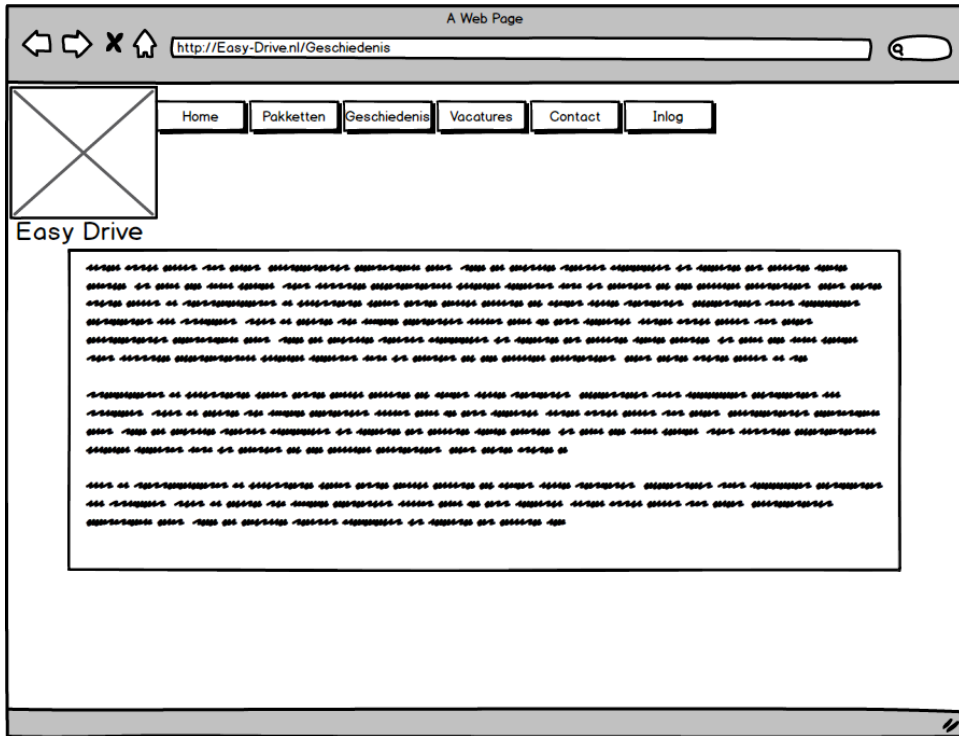 A Web Page
http://Easy-Drive.nl/Geschiedenis
Home Pakketten Geschiedenis Vacatures Contact Inlog
Easy Drive